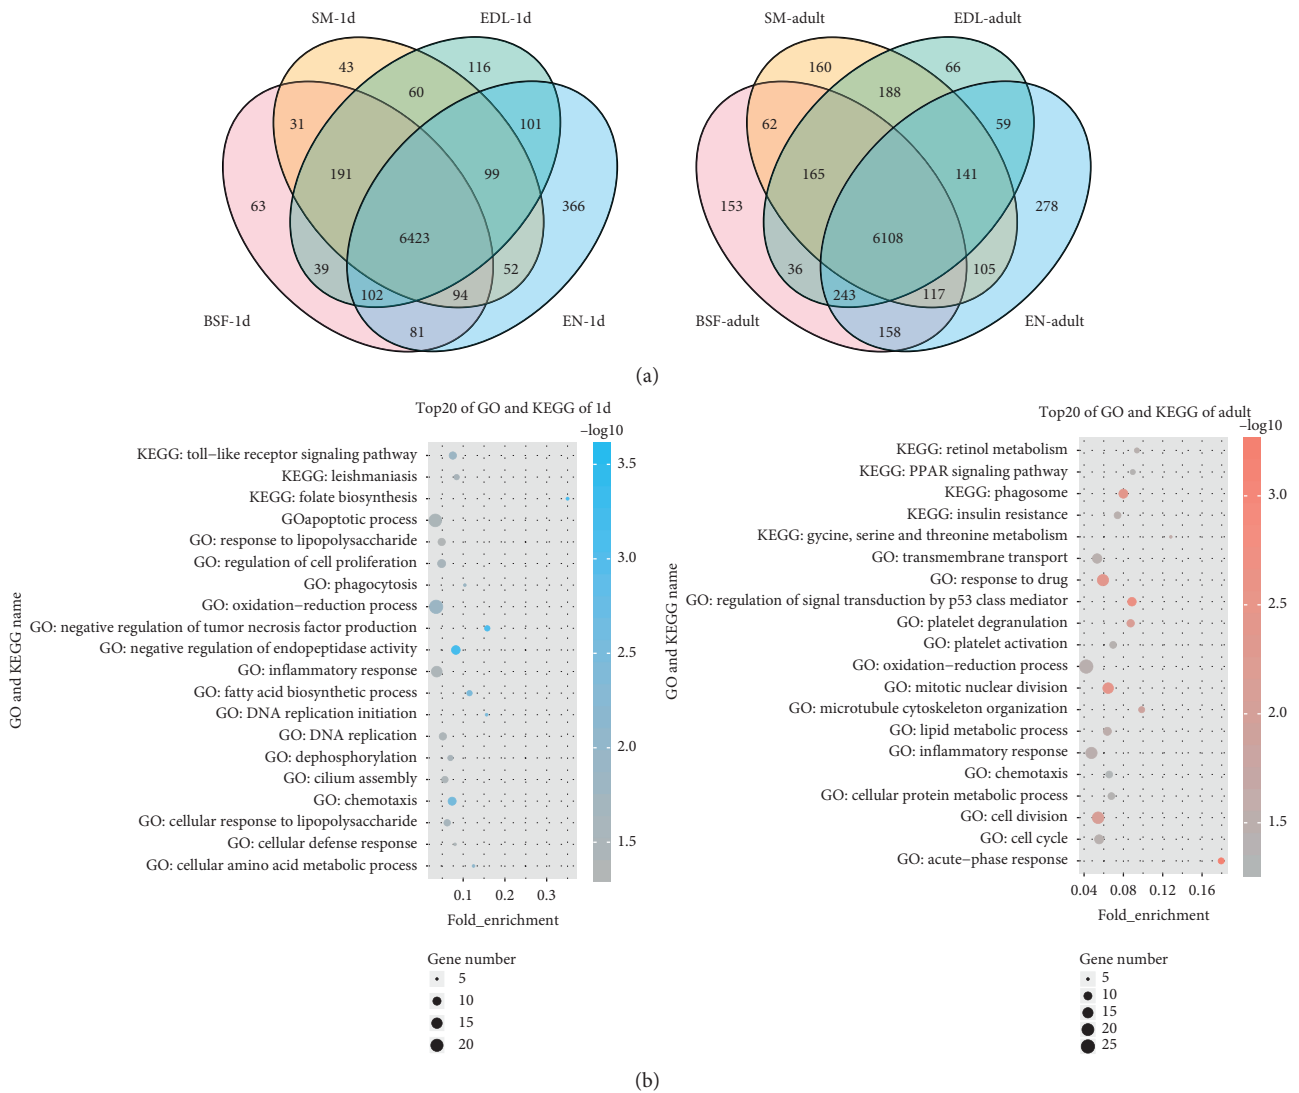 SM-1d
EDL-1d
43
116
60
31
101
191
99
63
366
6423
39
52
102
94
81
BSF-1d
EN-1d
SM-adult
EDL-adult
160
66
188
62
59
165
141
153
278
6108
36
105
243
117
158
BSF-adult
EN-adult
(a)
Top20 of GO and KEGG of 1d
−log10
GO and KEGG name
KEGG: toll−like receptor signaling pathway
KEGG: leishmaniasis
KEGG: folate biosynthesis
GOapoptotic process
GO: response to lipopolysaccharide
GO: regulation of cell proliferation
GO: phagocytosis
GO: oxidation−reduction process
GO: negative regulation of tumor necrosis factor production
GO: negative regulation of endopeptidase activity
GO: inflammatory response
GO: fatty acid biosynthetic process
GO: DNA replication initiation
GO: DNA replication
GO: dephosphorylation
GO: cilium assembly
GO: chemotaxis
GO: cellular response to lipopolysaccharide
GO: cellular defense response
GO: cellular amino acid metabolic process
3.5
3.0
2.5
2.0
1.5
0.1 0.2 0.3
Fold_enrichment
Gene number
5
10
15
20
Top20 of GO and KEGG of adult
−log10
GO and KEGG name
KEGG: retinol metabolism
KEGG: PPAR signaling pathway
KEGG: phagosome
KEGG: insulin resistance
KEGG: gycine, serine and threonine metabolism
GO: transmembrane transport
GO: response to drug
GO: regulation of signal transduction by p53 class mediator
GO: platelet degranulation
GO: platelet activation
GO: oxidation−reduction process
GO: mitotic nuclear division
GO: microtubule cytoskeleton organization
GO: lipid metabolic process
GO: inflammatory response
GO: chemotaxis
GO: cellular protein metabolic process
GO: cell division
GO: cell cycle
GO: acute−phase response
3.0
2.5
2.0
1.5
0.04 0.08 0.12 0.16
Fold_enrichment
Gene number
5
10
15
20
25
(b)